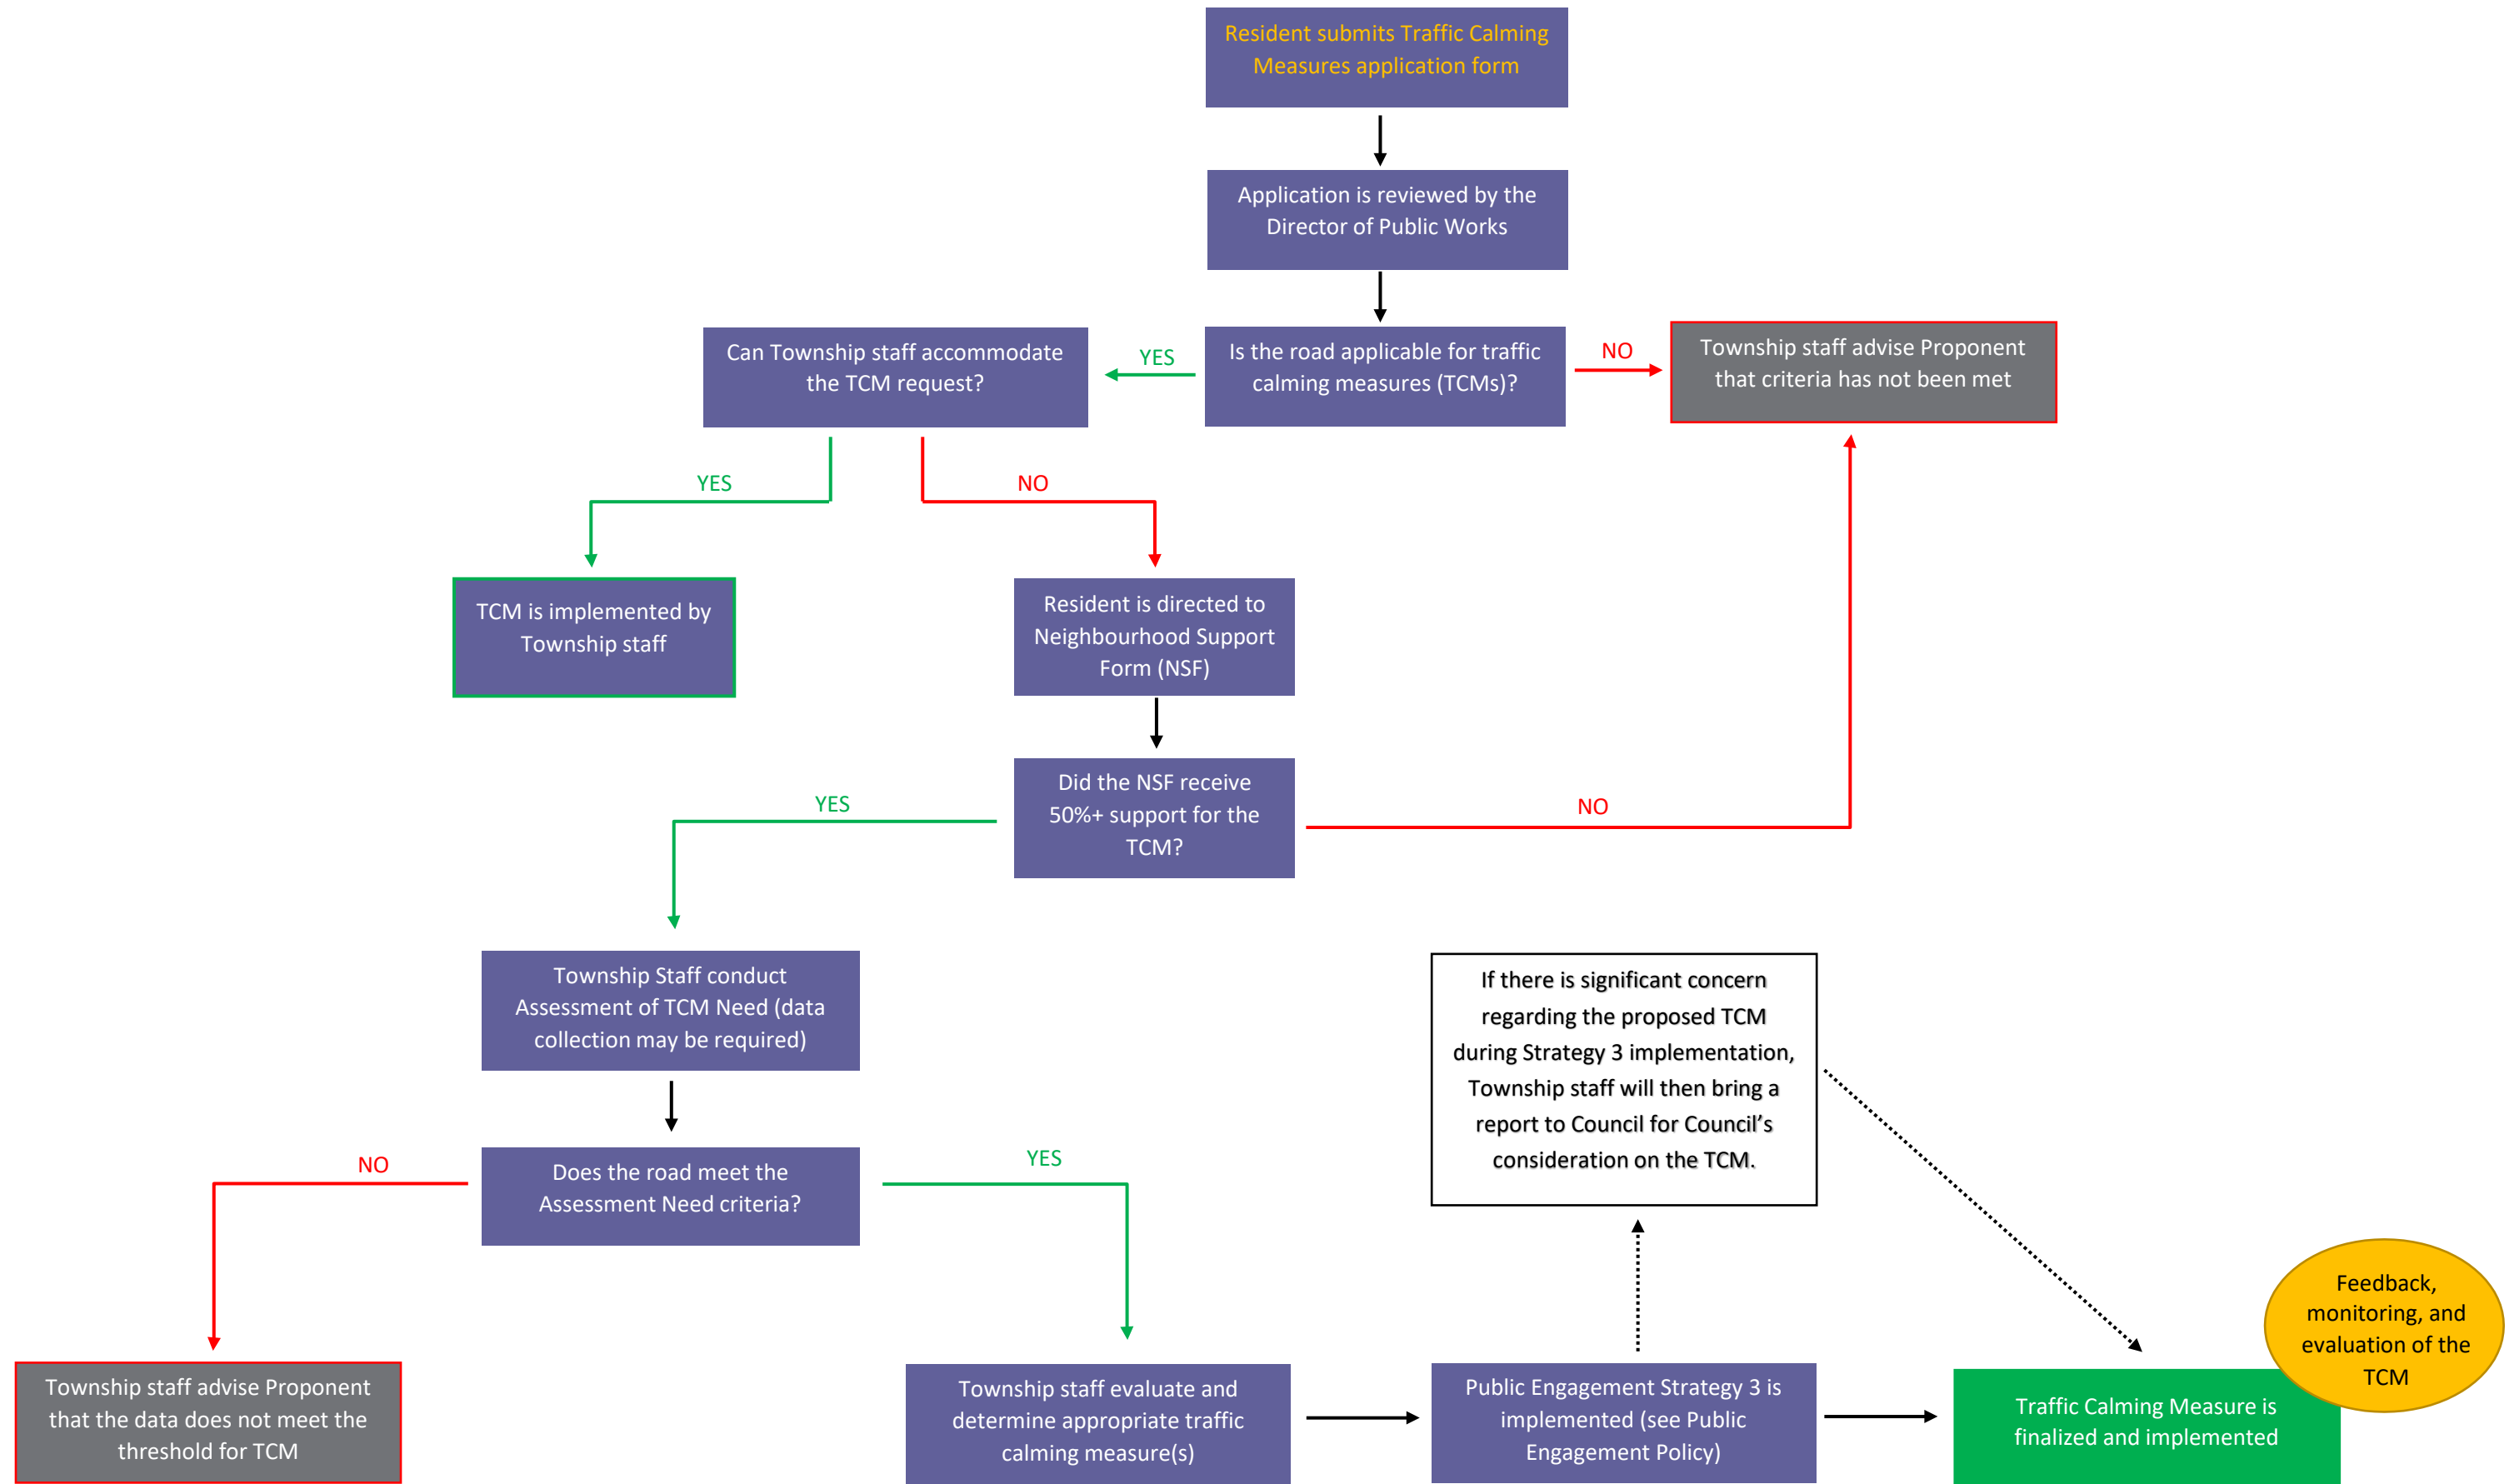 Resident submits Traffic Calming
Measures application form
Application is reviewed by the
Director of Public Works
Can Township staff accommodate
the TCM request?
YES
Is the road applicable for traffic
calming measures (TCMs)?
NO
Township staff advise Proponent
that criteria has not been met
YES
NO
TCM is implemented by
Township staff
Resident is directed to
Neighbourhood Support
Form (NSF)
Did the NSF receive
50%+ support for the
TCM?
YES
NO
Township Staff conduct
Assessment of TCM Need (data
collection may be required)
If there is significant concern
regarding the proposed TCM
during Strategy 3 implementation,
Township staff will then bring a
report to Council for Council’s
consideration on the TCM.
NO
Does the road meet the
Assessment Need criteria?
YES
Township staff advise Proponent
that the data does not meet the
threshold for TCM
Township staff evaluate and
determine appropriate traffic
calming measure(s)
Public Engagement Strategy 3 is
implemented (see Public
Engagement Policy)
Feedback,
monitoring, and
evaluation of the
TCM
Traffic Calming Measure is
finalized and implemented